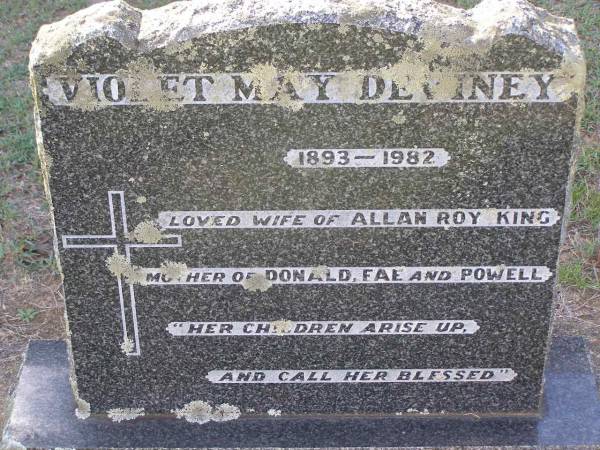 VIOLET MAY DEVINEY
1893 — 1982
LOVED WIFE OF ALLAN ROY KING
MOTHER OF DONALD, FAE AND POWELL
"HER CHILDREN ARISE UP,
AND CALL HER BLESSED"